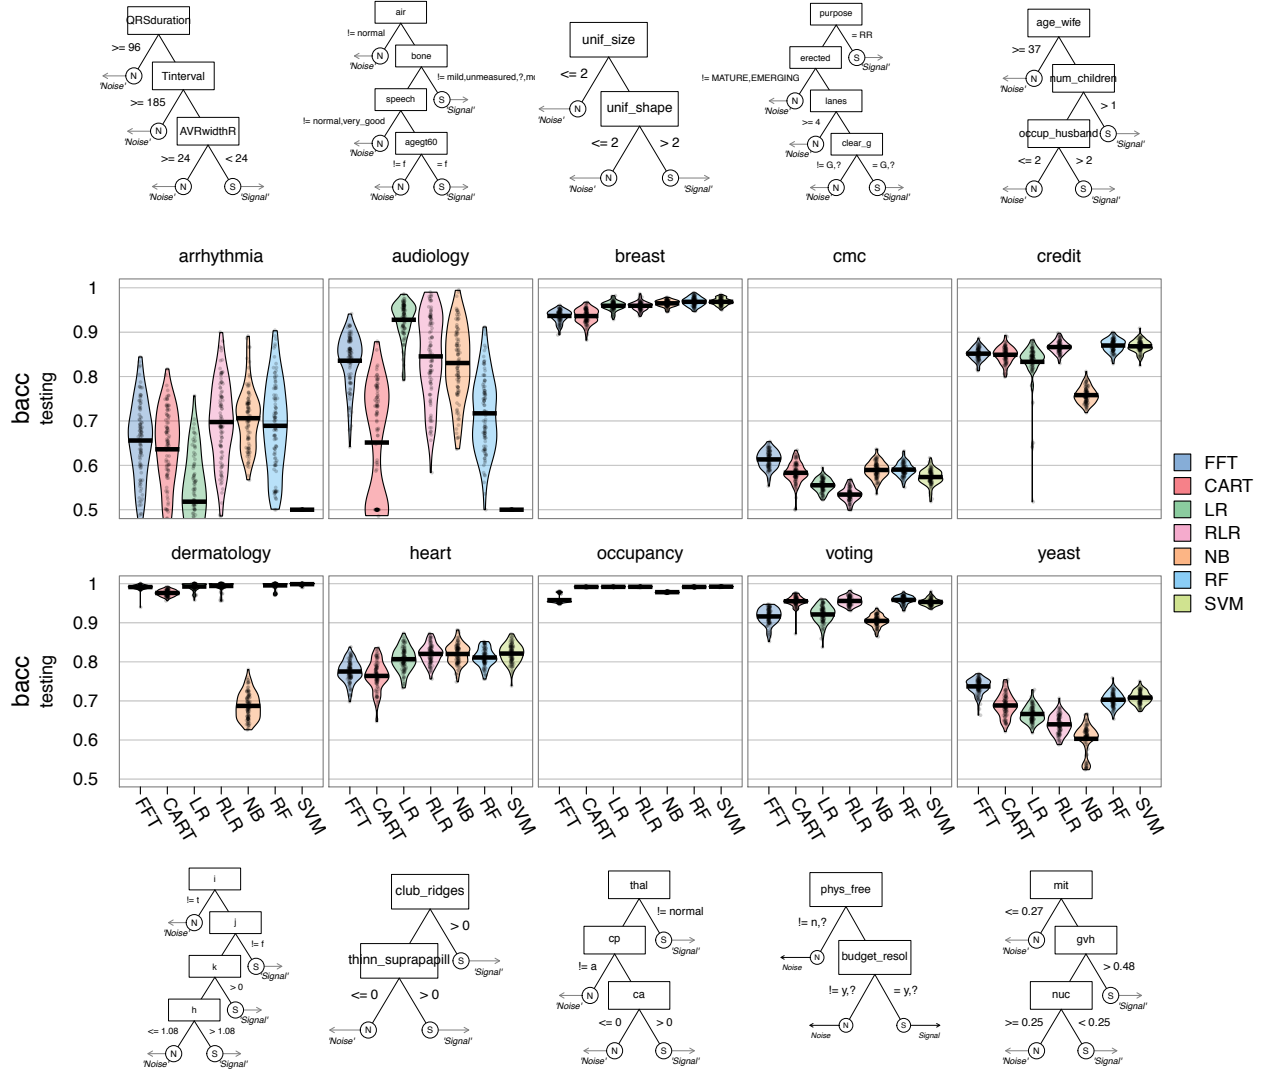 QRSduration
>= 96
N
'Noise'
Tinterval
>= 185
N
'Noise'
AVRwidthR
>= 24
< 24
N
S
'Noise'
'Signal'
air
!= normal
N
'Noise'
bone
!= mild,unmeasured,?,m
speech
S
'Signal'
!= normal,very_good
N
'Noise'
agegt60
!= f
= f
N
S
'Noise'
'Signal'
unif_size
<= 2
N
'Noise'
unif_shape
<= 2
> 2
N
S
'Noise'
'Signal'
purpose
= RR
erected
S
'Signal'
!= MATURE,EMERGING
N
'Noise'
lanes
>= 4
N
'Noise'
clear_g
!= G,?
= G,?
N
S
'Noise'
'Signal'
age_wife
>= 37
N
'Noise'
num_children
> 1
occup_husband
S
'Signal'
<= 2
> 2
N
S
'Noise'
'Signal'
arrhythmia audiology breast cmc credit
bacc
testing
1
0.9
0.8
0.7
0.6
0.5
FFT
CART
LR
RLR
NB
RF
SVM
dermatology heart occupancy voting yeast
bacc
testing
1
0.9
0.8
0.7
0.6
0.5
FFT CART LR RLR NB RF SVM
FFT CART LR RLR NB RF SVM
FFT CART LR RLR NB RF SVM
FFT CART LR RLR NB RF SVM
FFT CART LR RLR NB RF SVM
i
!= t
N
'Noise'
j
!= f
k
S
'Signal'
> 0
h
S
'Signal'
<= 1.08
> 1.08
N
S
'Noise'
'Signal'
club_ridges
> 0
thinn_suprapapill
S
'Signal'
<= 0
> 0
N
S
'Noise'
'Signal'
thal
!= normal
cp
S
'Signal'
!= a
N
'Noise'
ca
<= 0
> 0
N
S
'Noise'
'Signal'
phys_free
!= n,?
N
Noise
budget_resol
!= y,?
= y,?
N
S
Noise
Signal
mit
<= 0.27
N
'Noise'
gvh
> 0.48
nuc
S
'Signal'
>= 0.25
< 0.25
N
S
'Noise'
'Signal'